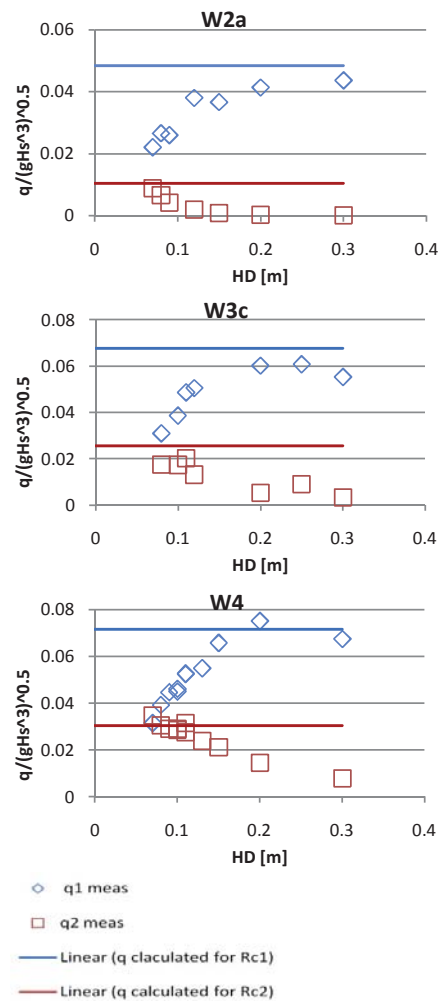 W2a
0.06
0.04
0.02
0
q/(gHs^3)^0.5
0 0.1 0.2 0.3 0.4
HD [m]
W3c
0.08
0.06
0.04
0.02
0
q/(gHs^3)^0.5
0 0.1 0.2 0.3 0.4
HD [m]
W4
0.08
0.06
0.04
0.02
0
q/(gHs^3)^0.5
0 0.1 0.2 0.3 0.4
HD [m]
q1 meas
q2 meas
Linear (q claculated for Rc1)
Linear (q calculated for Rc2)